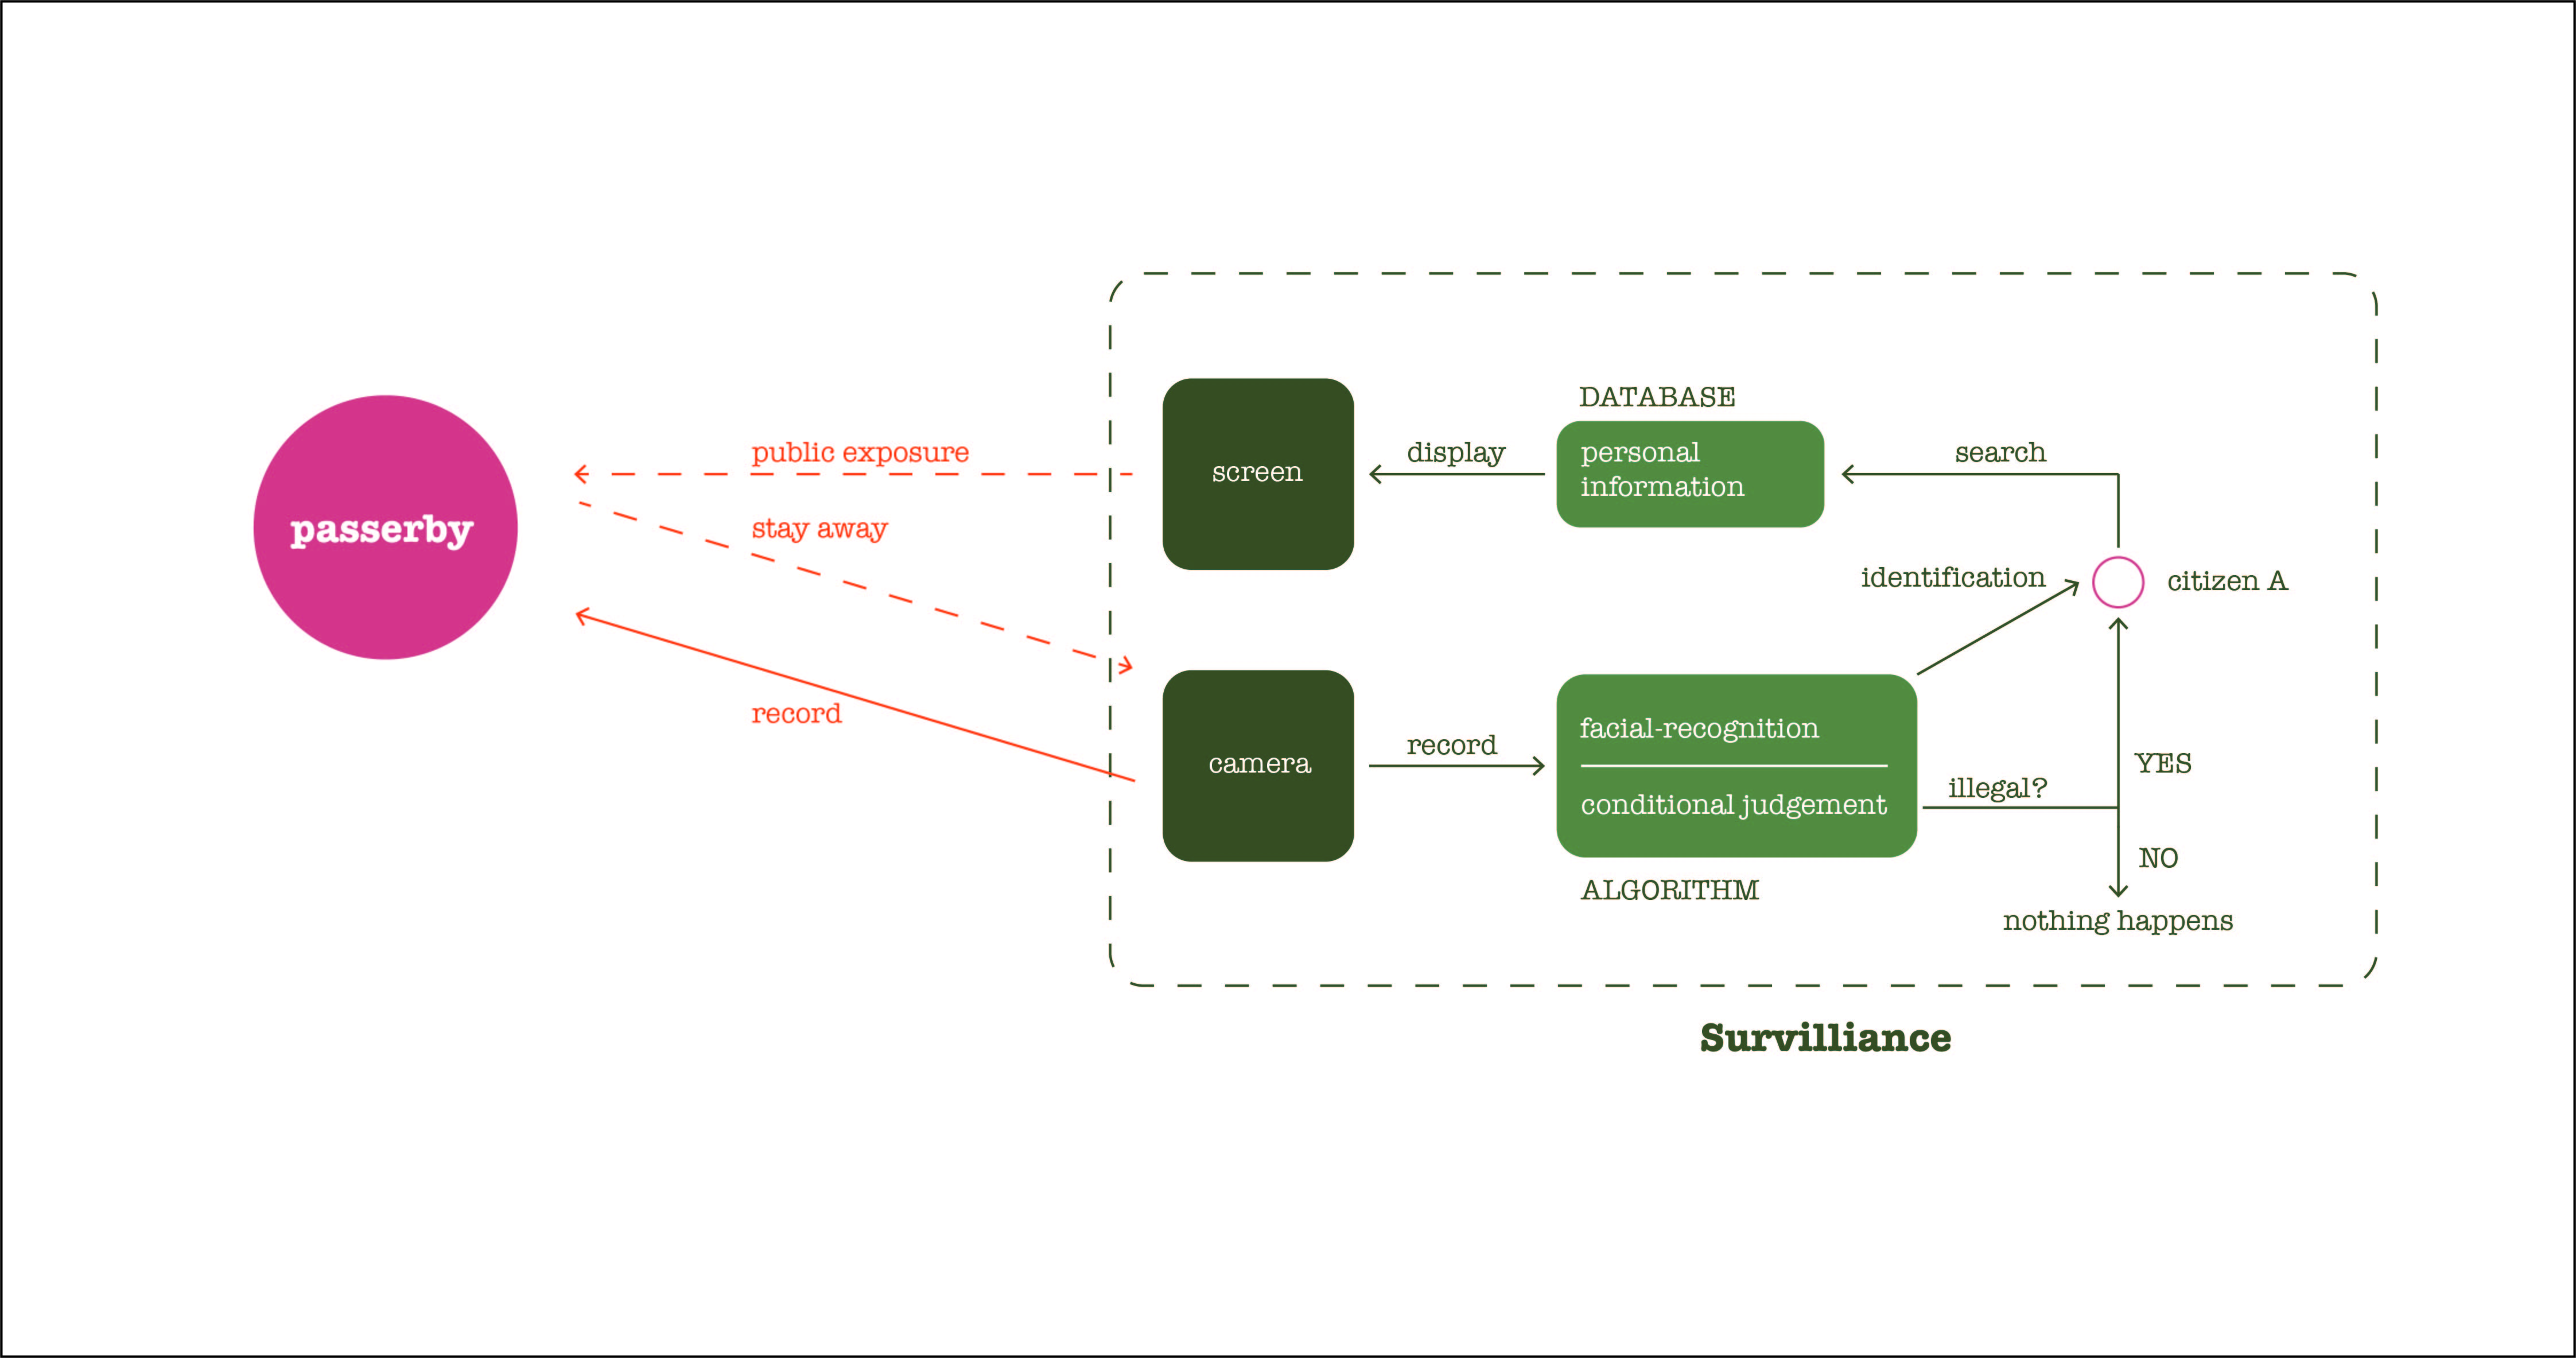 DATABASE
public exposure
screen
display
personal
information
search
passerby
stay away
identification
citizen A
record
camera
record
facial-recognition
conditional judgement
illegal?
YES
NO
ALGORITHM
nothing happens
Survilliance